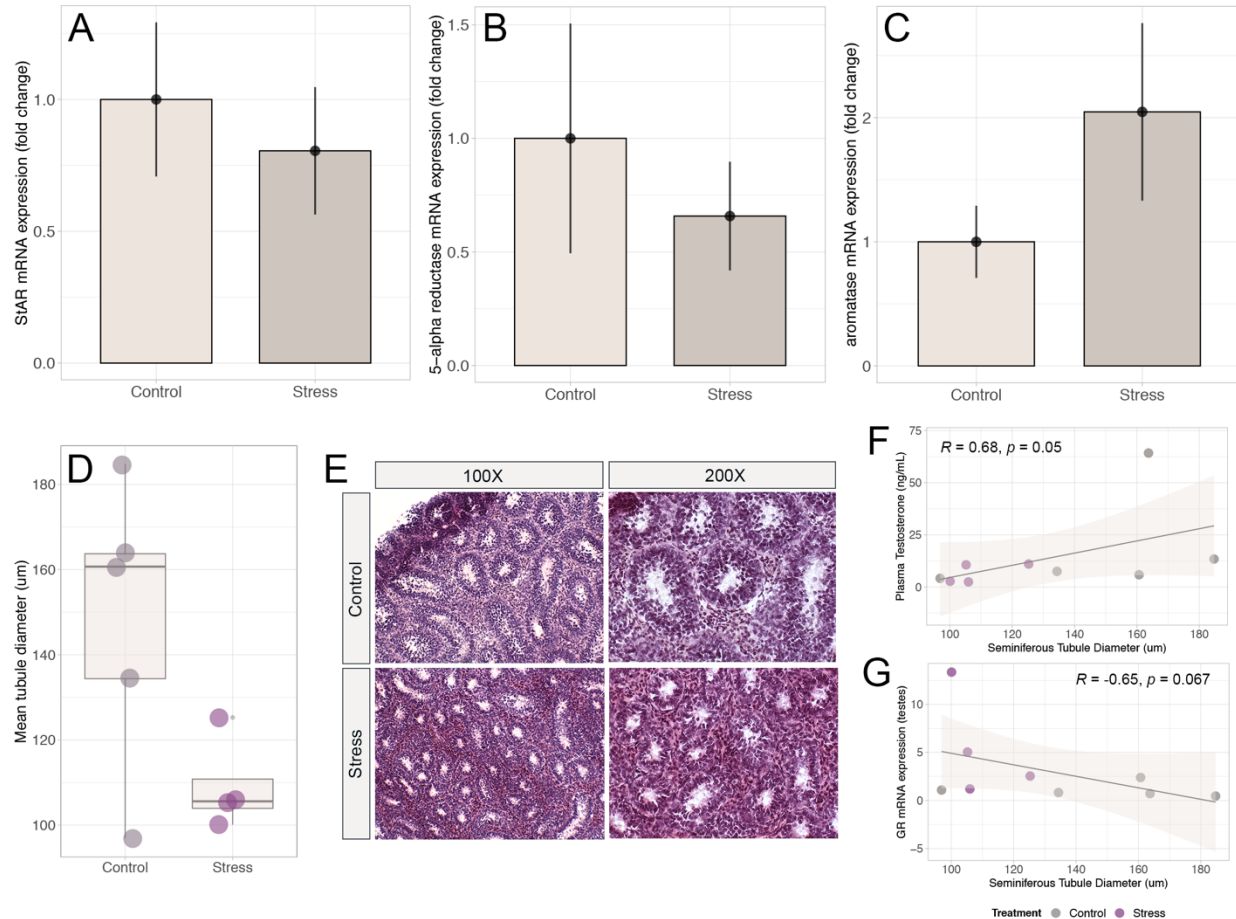 A
StAR mRNA expression (fold change)
1.0
0.0
Control
Stress
B
5-alpha reductase mRNA expression (fold change)
1.5
1.0
0.5
0.0
Control
Stress
C
aromatase mRNA expression (fold change)
2
1
0
Control
Stress
D
Mean tubule diameter (um)
180
160
140
120
100
Control
Stress
E
100X
200X
Control
Stress
F
Plasma Testosterone (ng/mL)
75
50
25
0
R = 0.68, p = 0.05
100 120 140 160 180
Seminiferous Tubule Diameter (um)
G
GR mRNA expression (testes)
10
5
0
−5
R = -0.65, p = 0.067
100 120 140 160 180
Seminiferous Tubule Diameter (um)
Treatment Control Stress